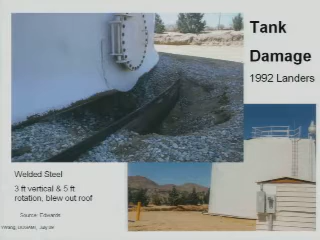 Tank
Damage
1992 Landers
Welded Steel
3 ft vertical & 5 ft
rotation, blew out roof
Source: Edwards